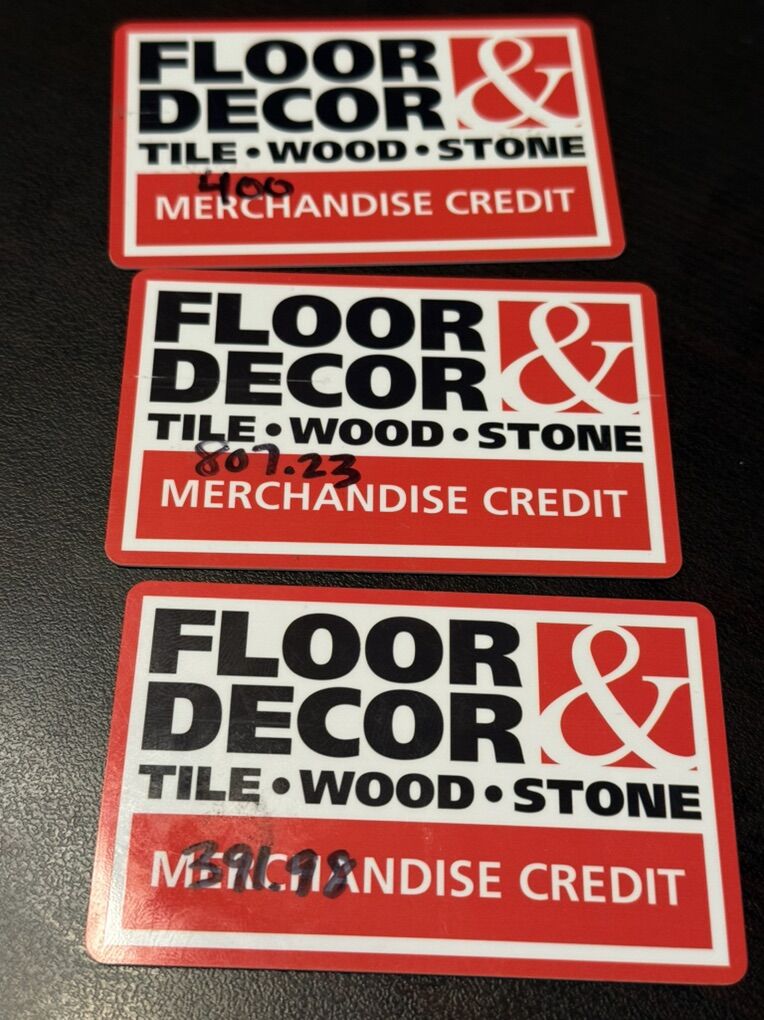 FLOOR &
DECOR
TILE • WOOD • STONE
400
MERCHANDISE CREDIT
FLOOR &
DECOR
TILE • WOOD • STONE
807.23
MERCHANDISE CREDIT
FLOOR &
DECOR
TILE • WOOD • STONE
391.98
MERCHANDISE CREDIT